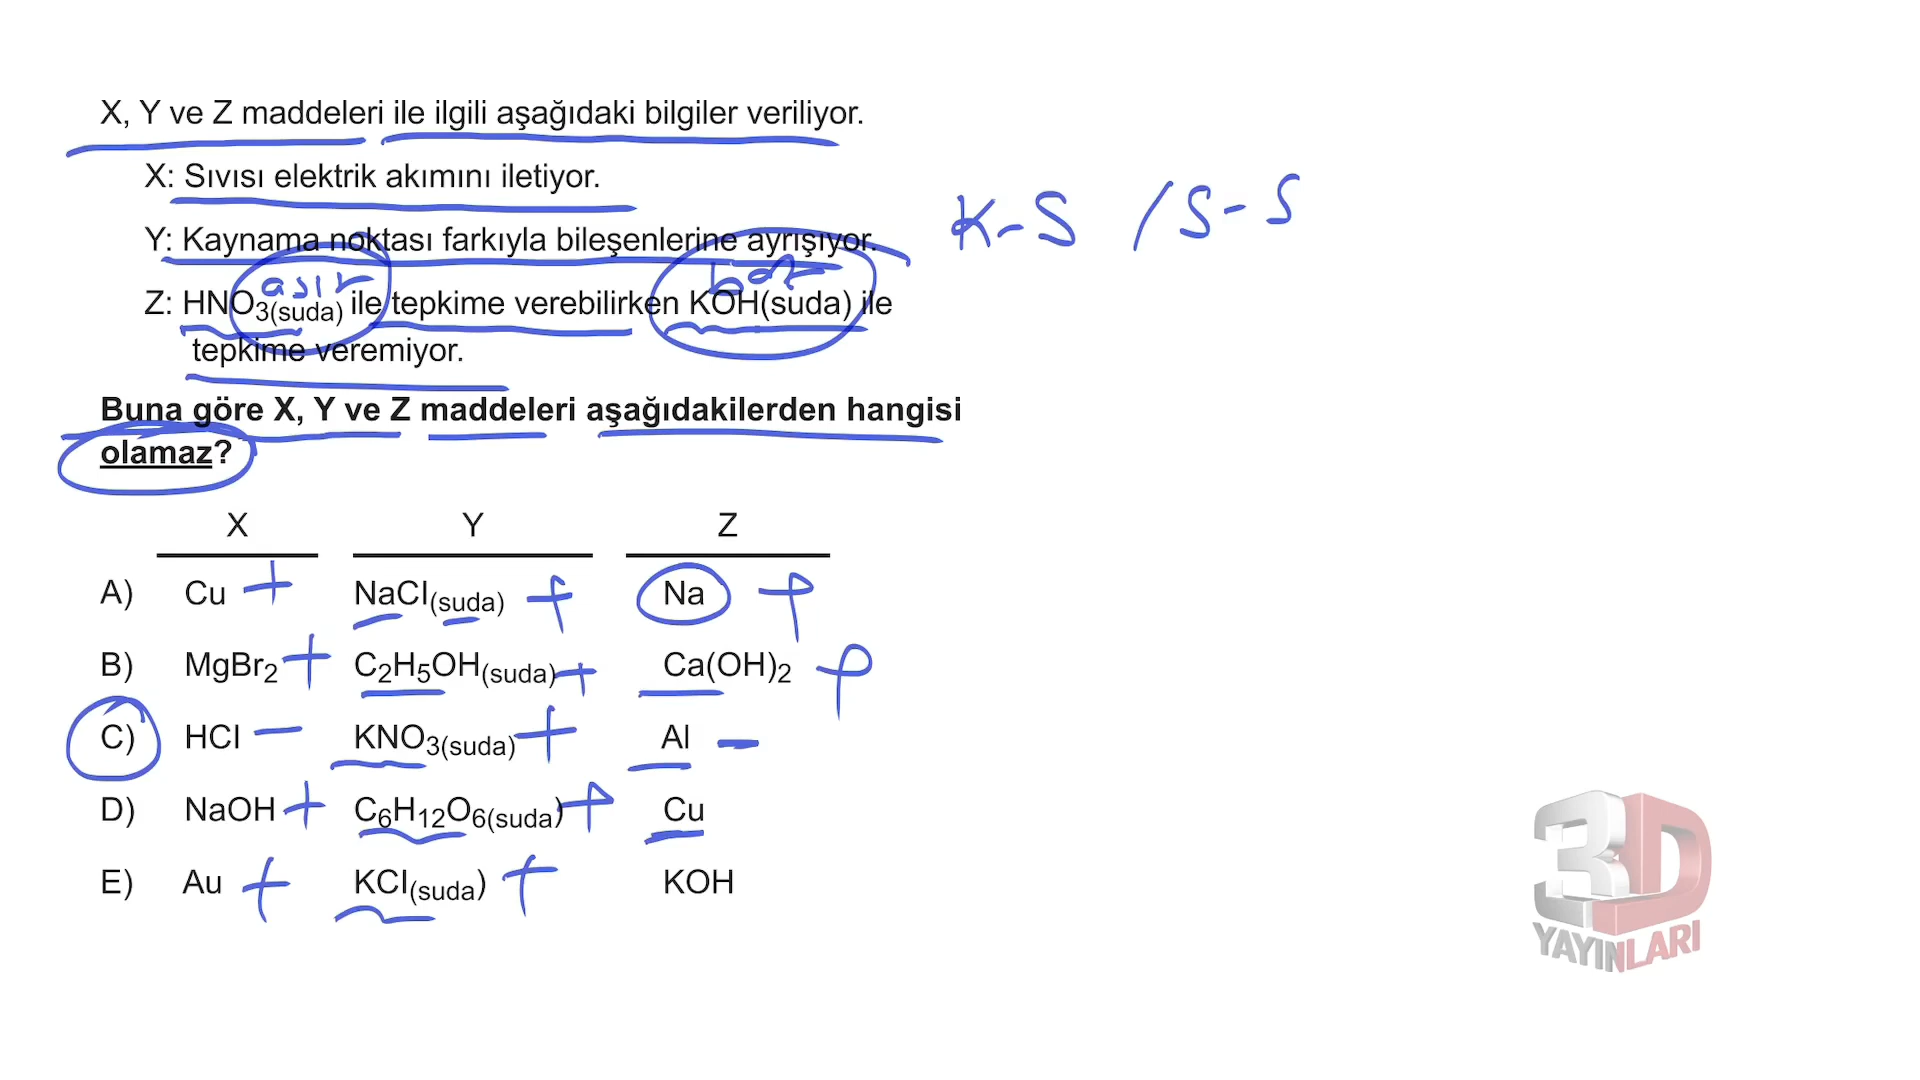 X, Y ve Z maddeleri ile ilgili aşağıdaki bilgiler veriliyor.
X: Sıvısı elektrik akımını iletiyor.
K-S / S-S
Y: Kaynama noktası farkıyla bileşenlerine ayrışıyor.
asit baz
Z: HNO3(suda) ile tepkime verebilirken KOH(suda) ile
tepkime veremiyor.
Buna göre X, Y ve Z maddeleri aşağıdakilerden hangisi
olamaz?
X Y Z
A) Cu + NaCl(suda) + Na +
B) MgBr2 + C2H5OH(suda) + Ca(OH)2 +
C) HCl - KNO3(suda) + Al -
D) NaOH + C6H12O6(suda) + Cu
E) Au + KCl(suda) + KOH
3D
YAYINLARI